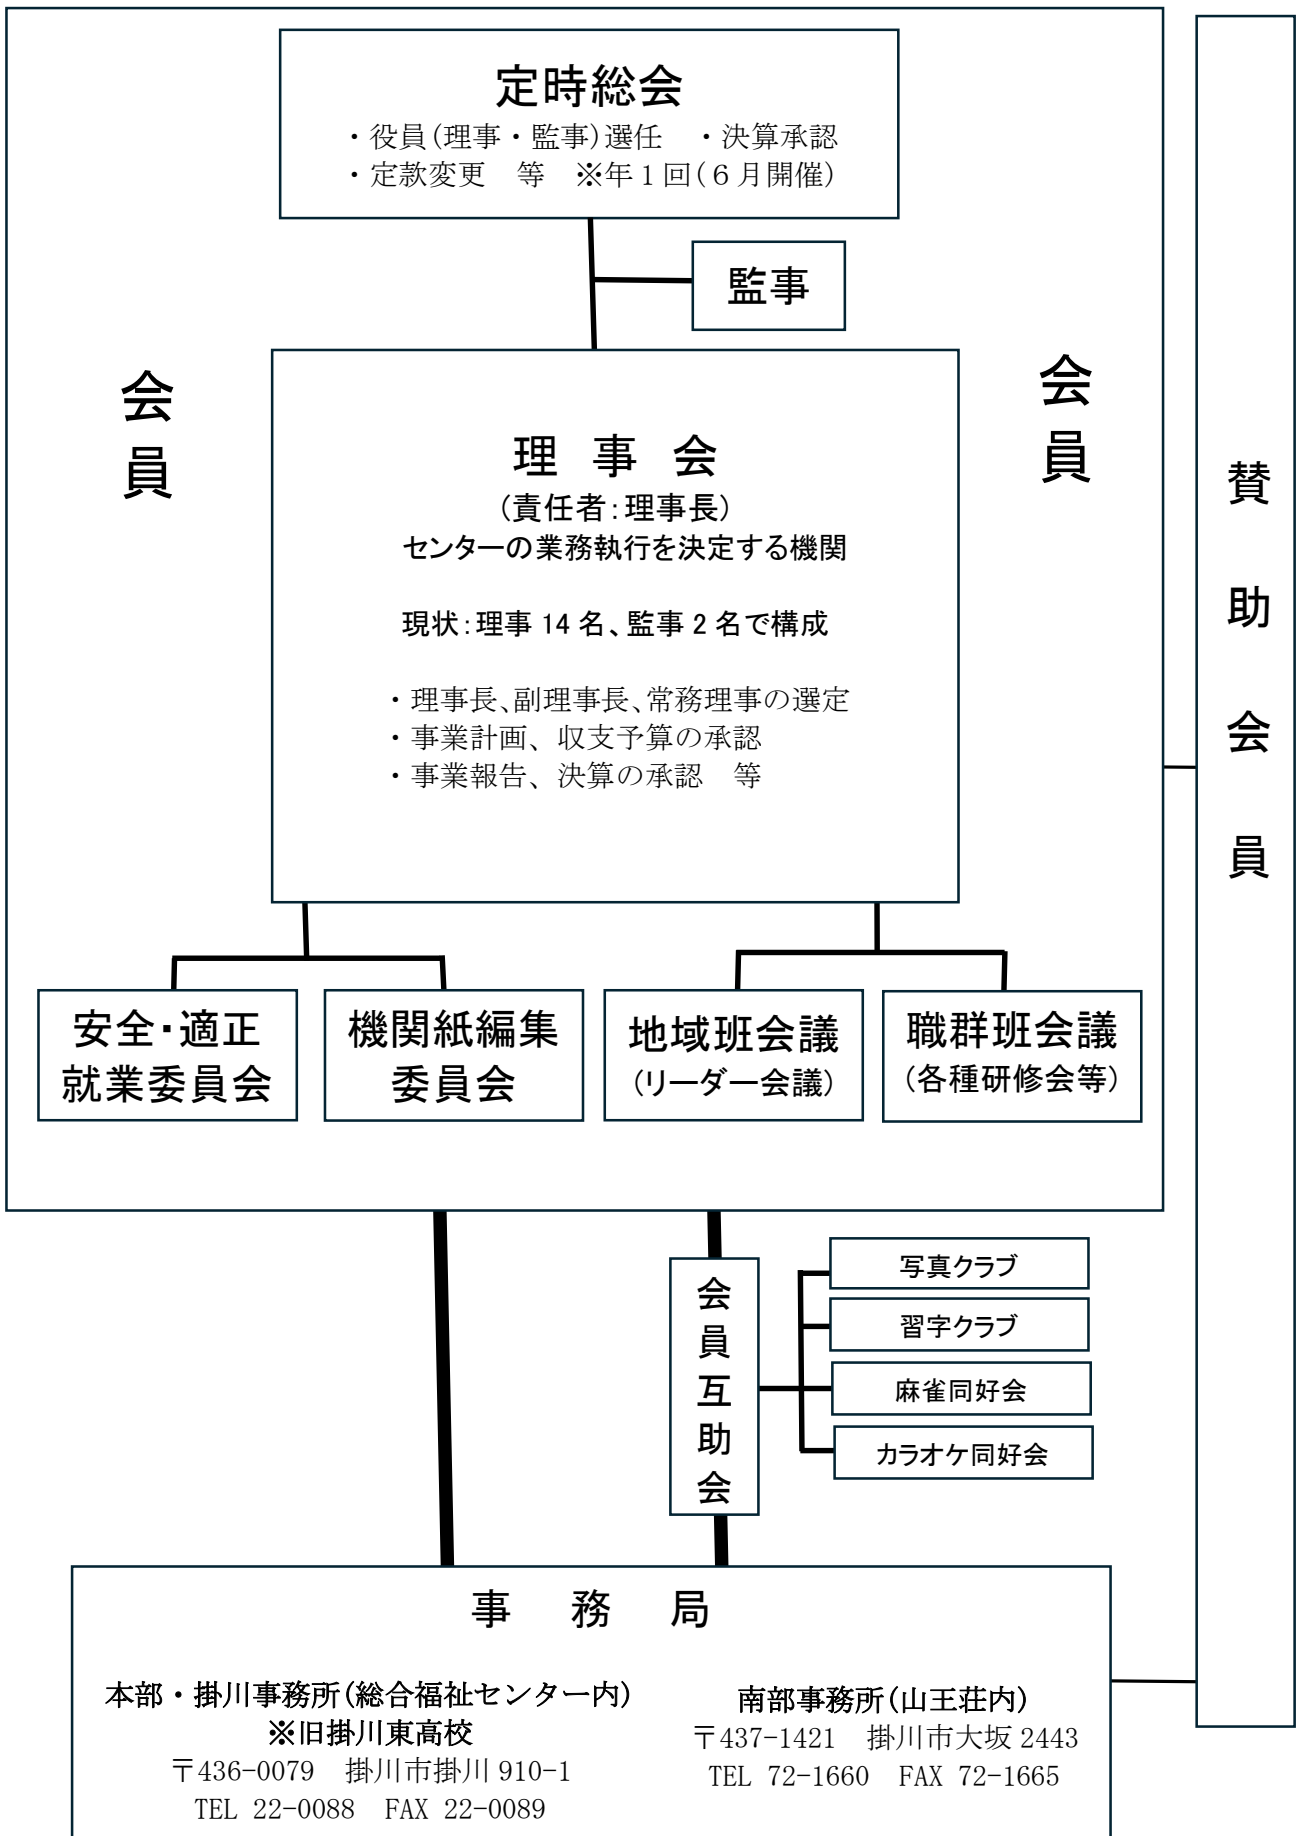 定時総会
・役員(理事・監事)選任　・決算承認
・定款変更　等　※年1回(6月開催)
監事
会員
会員
理 事 会
(責任者:理事長)
センターの業務執行を決定する機関
現状:理事 14 名、監事 2 名で構成
・理事長、副理事長、常務理事の選定
・事業計画、収支予算の承認
・事業報告、決算の承認　等
賛助会員
安全・適正
就業委員会
機関紙編集
委員会
地域班会議
(リーダー会議)
職群班会議
(各種研修会等)
会員互助会
写真クラブ
習字クラブ
麻雀同好会
カラオケ同好会
事　務　局
本部・掛川事務所(総合福祉センター内)
※旧掛川東高校
〒436-0079　掛川市掛川 910-1
TEL 22-0088　FAX 22-0089
南部事務所(山王荘内)
〒437-1421　掛川市大坂 2443
TEL 72-1660　FAX 72-1665